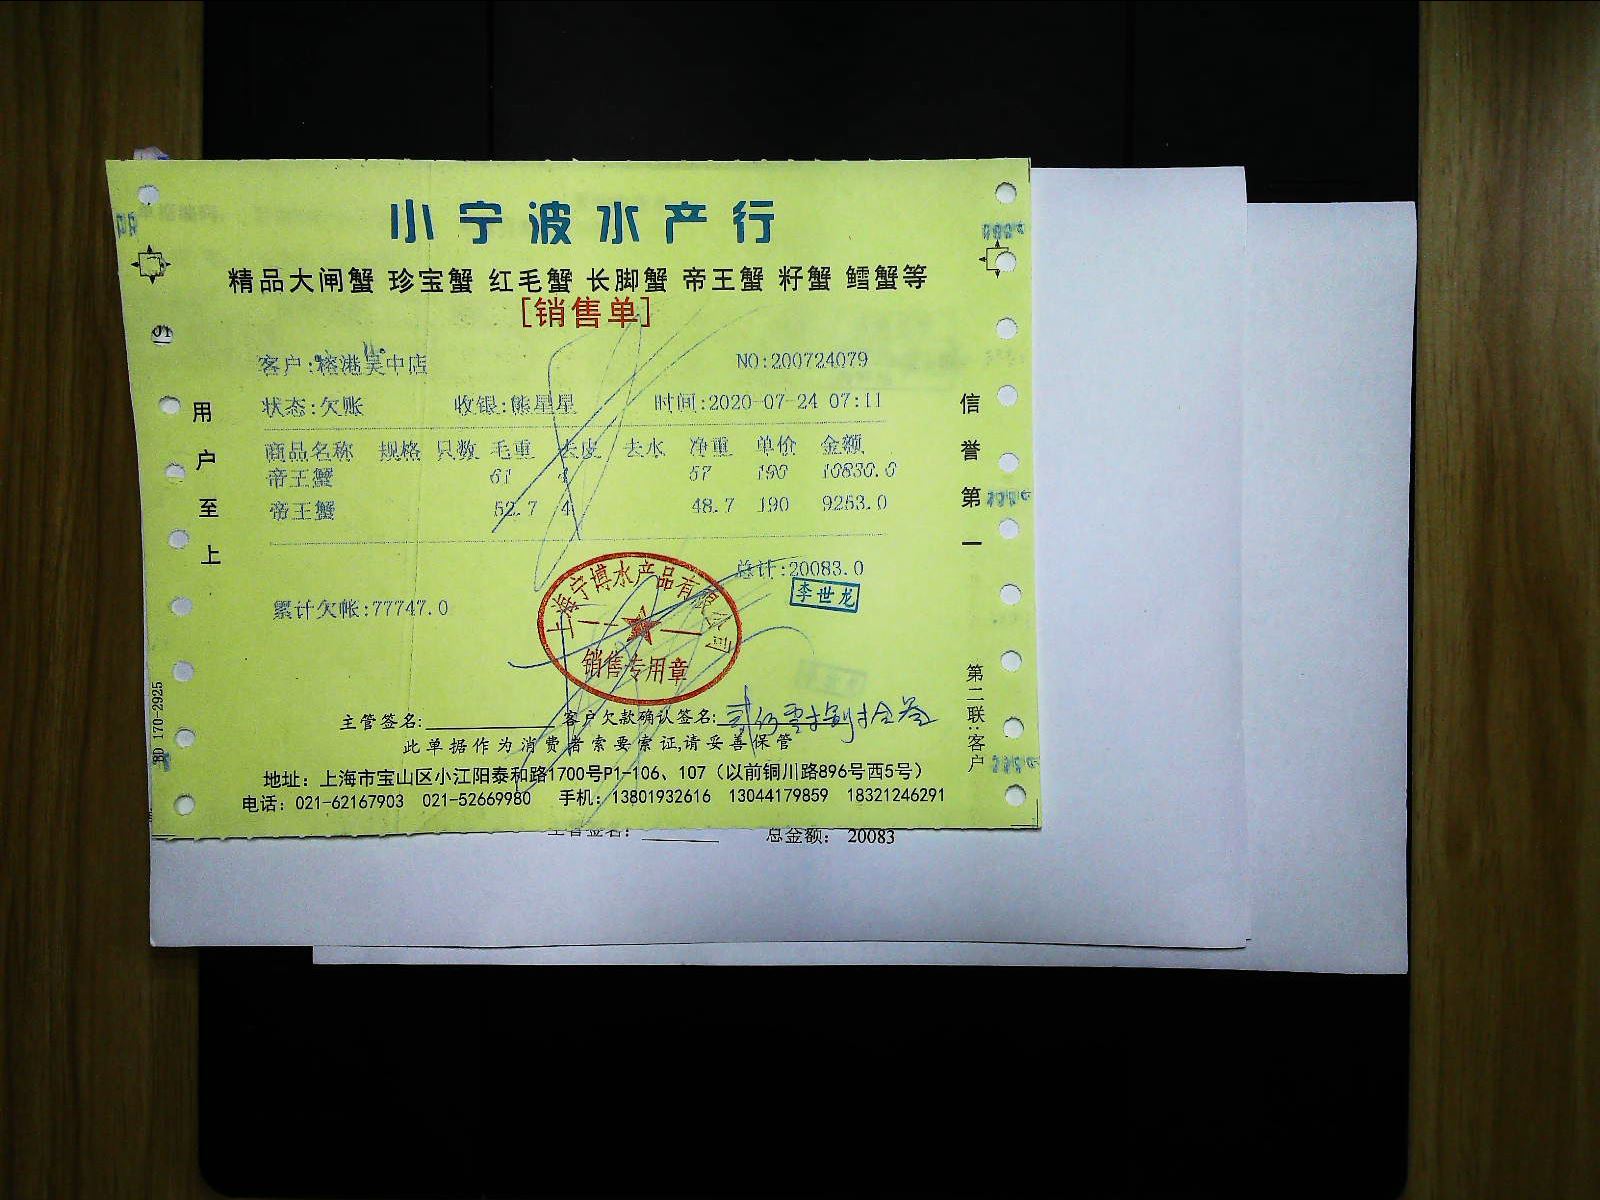 小宁波水产行
精品大闸蟹 珍宝蟹 红毛蟹 长脚蟹 帝王蟹 籽蟹 鳕蟹等
[销售单]
客户:榕港吴中店 NO:200724079
状态:欠账 收银:熊星星 时间:2020-07-24 07:11
商品名称 规格 只数 毛重 去皮 去水 净重 单价 金额
帝王蟹 61 4 57 190 10830.0
帝王蟹 52.7 4 48.7 190 9253.0
总计:20083.0
李世龙
累计欠帐:77747.0
上海宁博水产品有限公司
销售专用章
主管签名: 客户欠款确认签名:
此单据作为消费者索要索证,请妥善保管
地址：上海市宝山区小江阳泰和路1700号P1-106、107（以前铜川路896号西5号）
电话：021-62167903 021-52669980 手机：13801932616 13044179859 18321246291
用户至上
信誉第一
第二联:客户
BD 170-2925
01
主管签名: 总金额： 20083